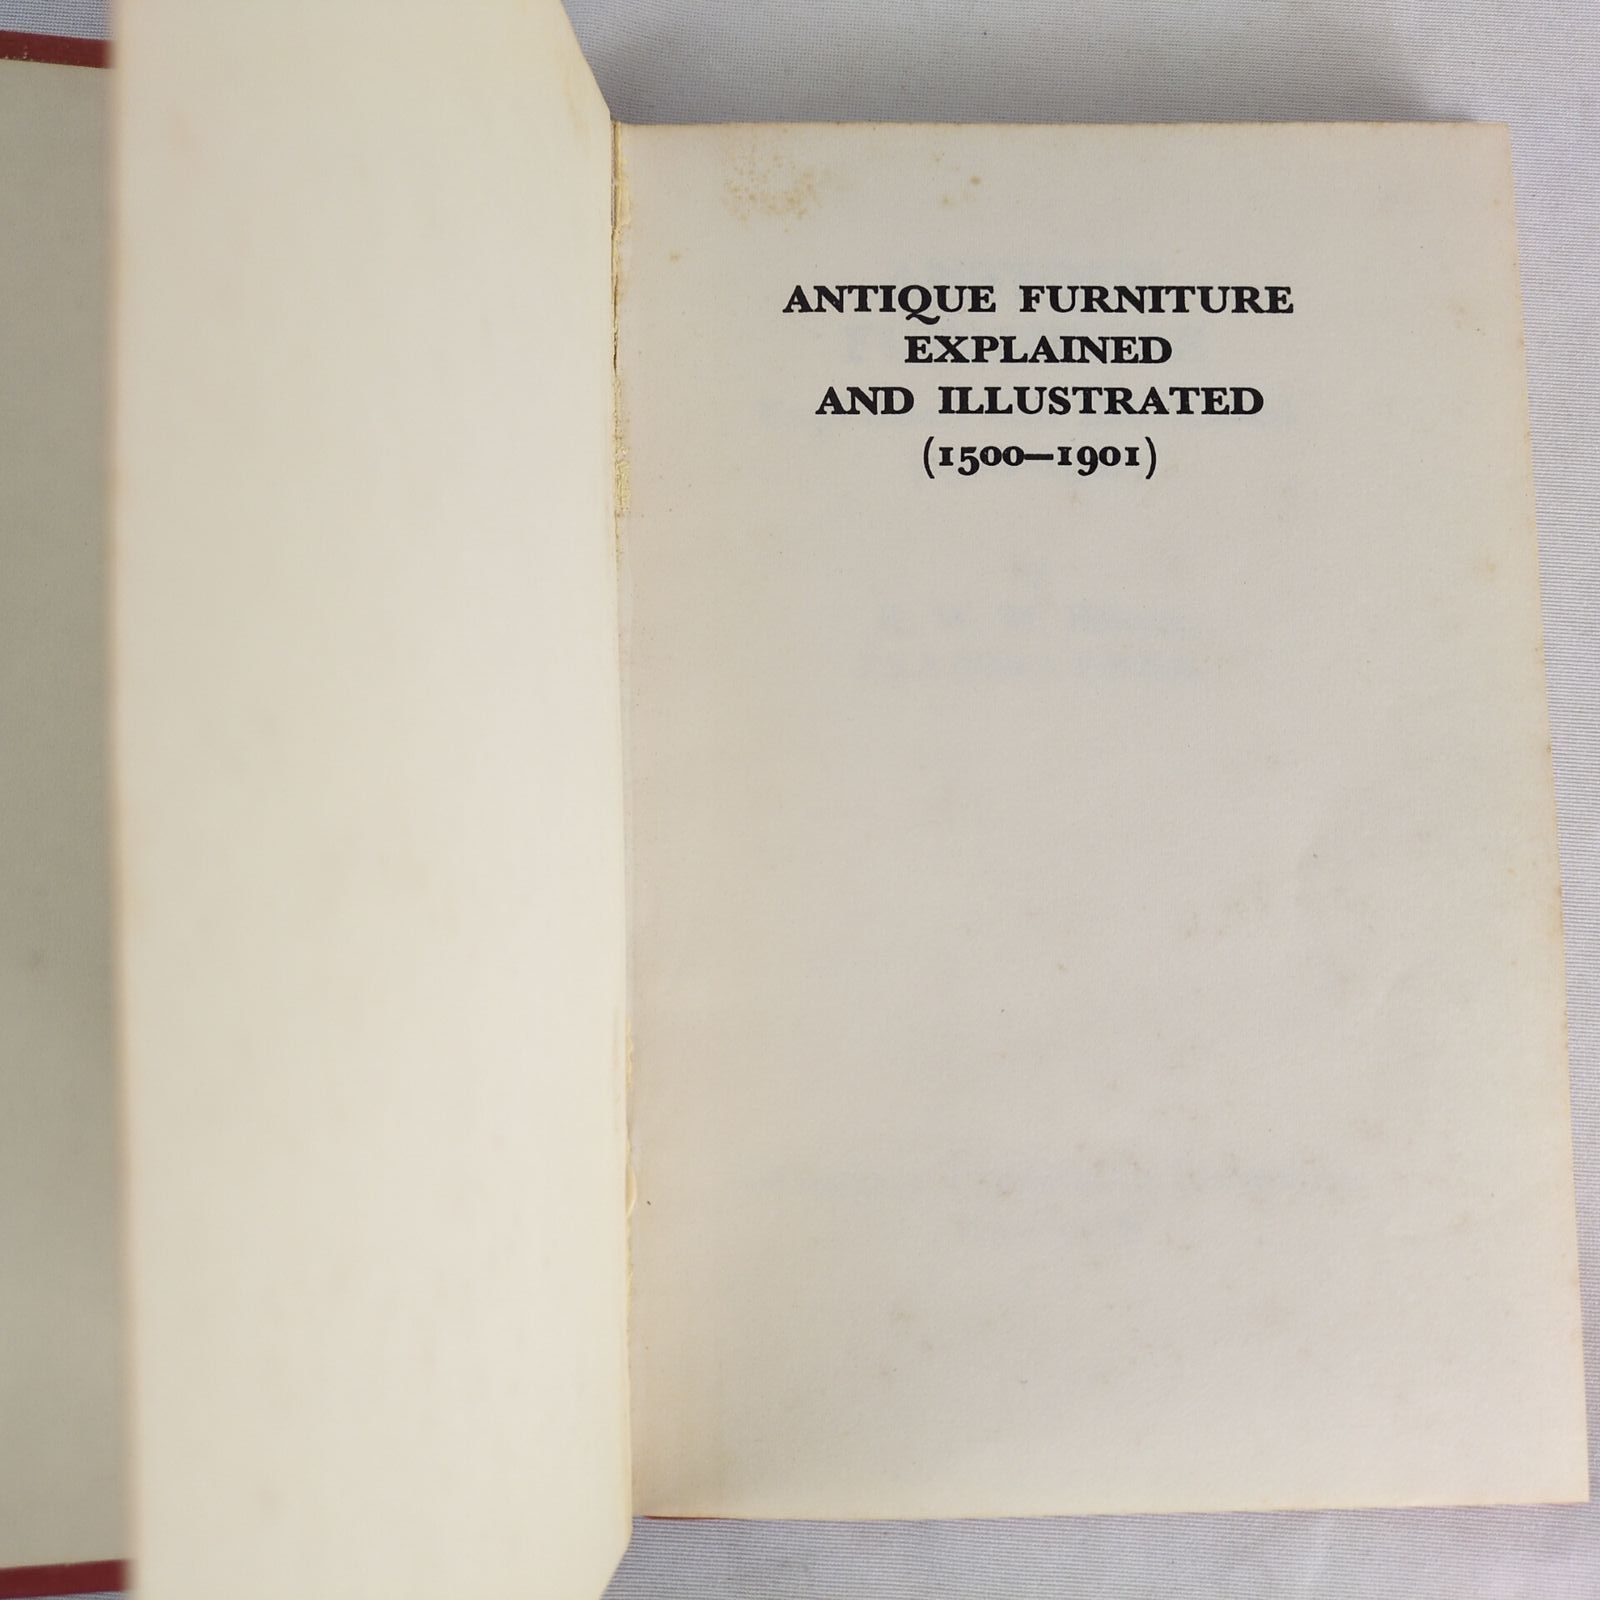 ANTIQUE FURNITURE
EXPLAINED
AND ILLUSTRATED
(1500—1901)